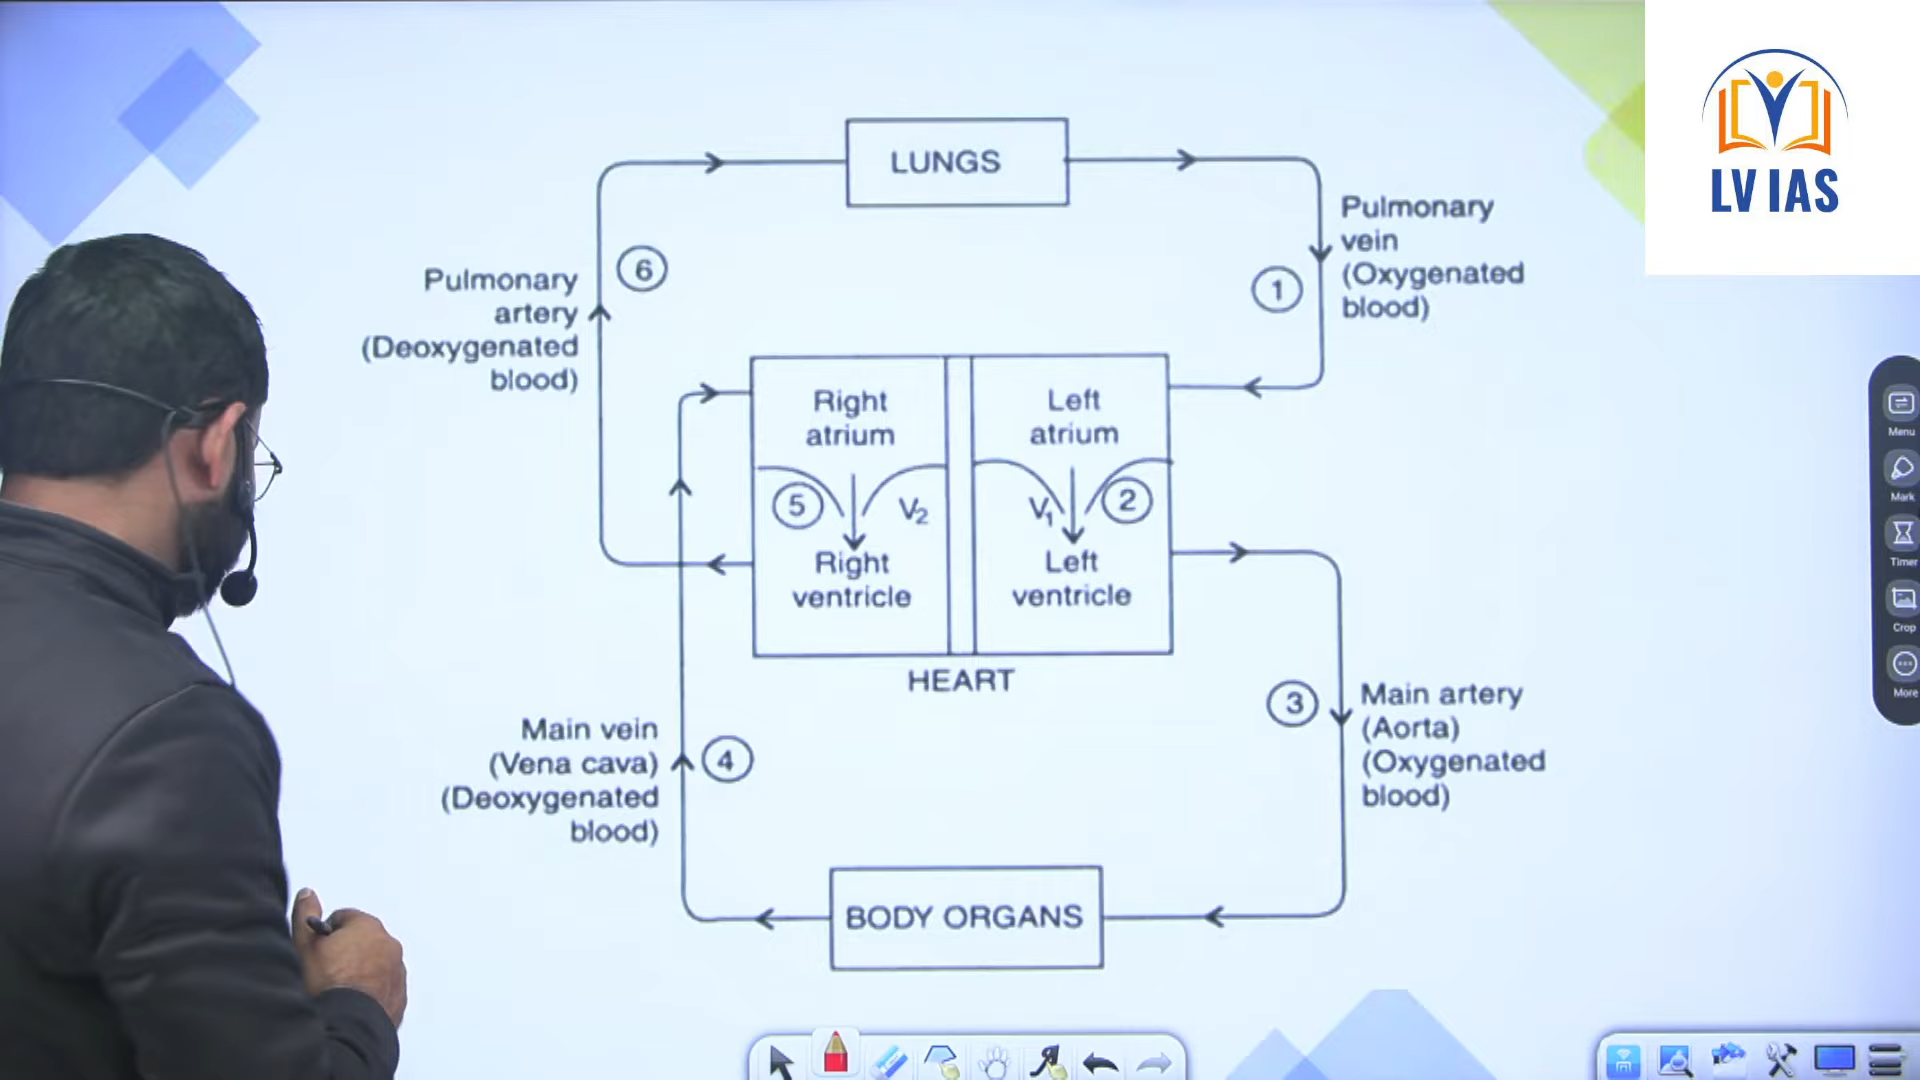 LV IAS
LUNGS
Pulmonary
vein
(Oxygenated
blood)
1
6
Pulmonary
artery
(Deoxygenated
blood)
Right
atrium
Left
atrium
5
V2
V1
2
Right
ventricle
Left
ventricle
HEART
3
Main artery
(Aorta)
(Oxygenated
blood)
Main vein
(Vena cava)
(Deoxygenated
blood)
4
BODY ORGANS
Menu
Mark
Timer
Crop
More